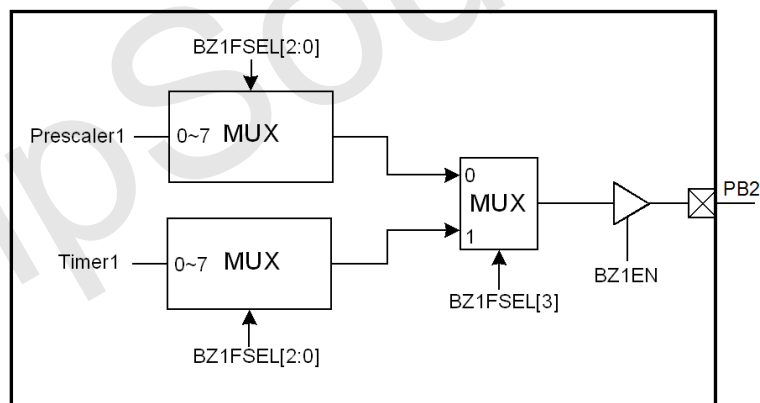 BZ1FSEL[2:0]
Prescaler1
0~7 MUX
0
MUX
1
PB2
Timer1
0~7 MUX
BZ1EN
BZ1FSEL[3]
BZ1FSEL[2:0]